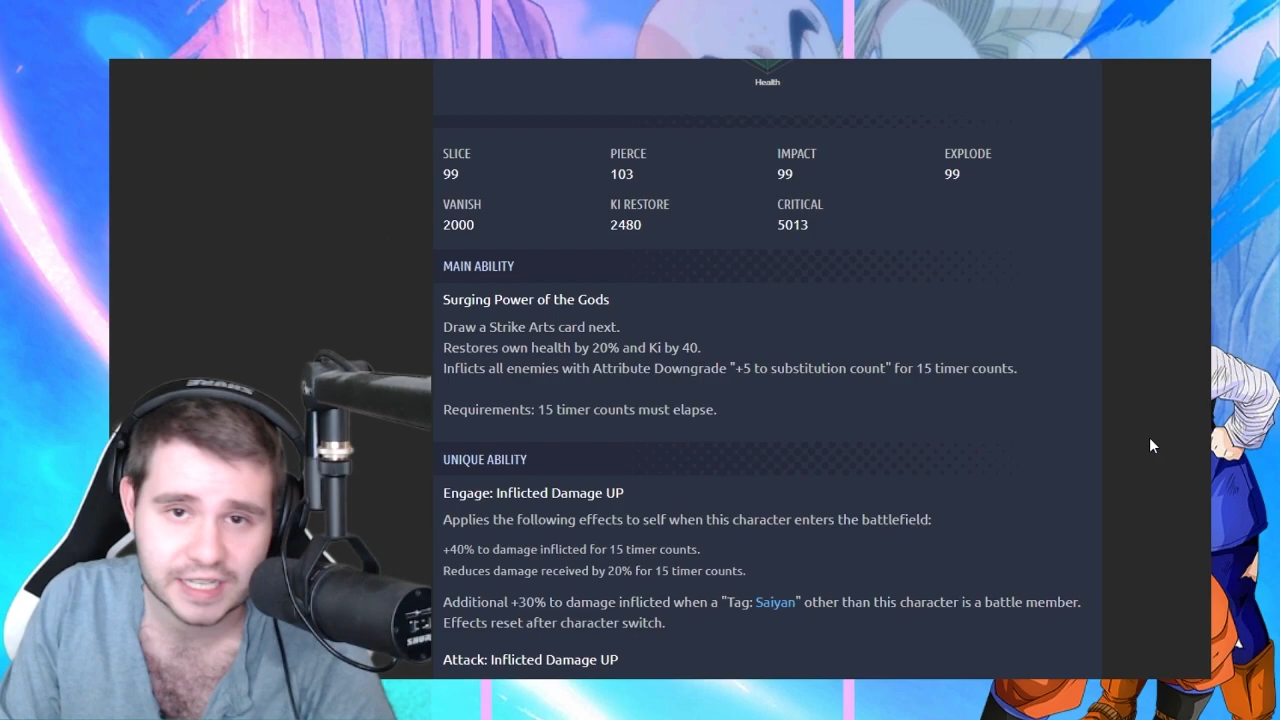 Health
SLICE PIERCE IMPACT EXPLODE
99 103 99 99
VANISH KI RESTORE CRITICAL
2000 2480 5013
MAIN ABILITY
Surging Power of the Gods
Draw a Strike Arts card next.
Restores own health by 20% and Ki by 40.
Inflicts all enemies with Attribute Downgrade "+5 to substitution count" for 15 timer counts.
Requirements: 15 timer counts must elapse.
UNIQUE ABILITY
Engage: Inflicted Damage UP
Applies the following effects to self when this character enters the battlefield:
+40% to damage inflicted for 15 timer counts.
Reduces damage received by 20% for 15 timer counts.
Additional +30% to damage inflicted when a "Tag: Saiyan" other than this character is a battle member.
Effects reset after character switch.
Attack: Inflicted Damage UP